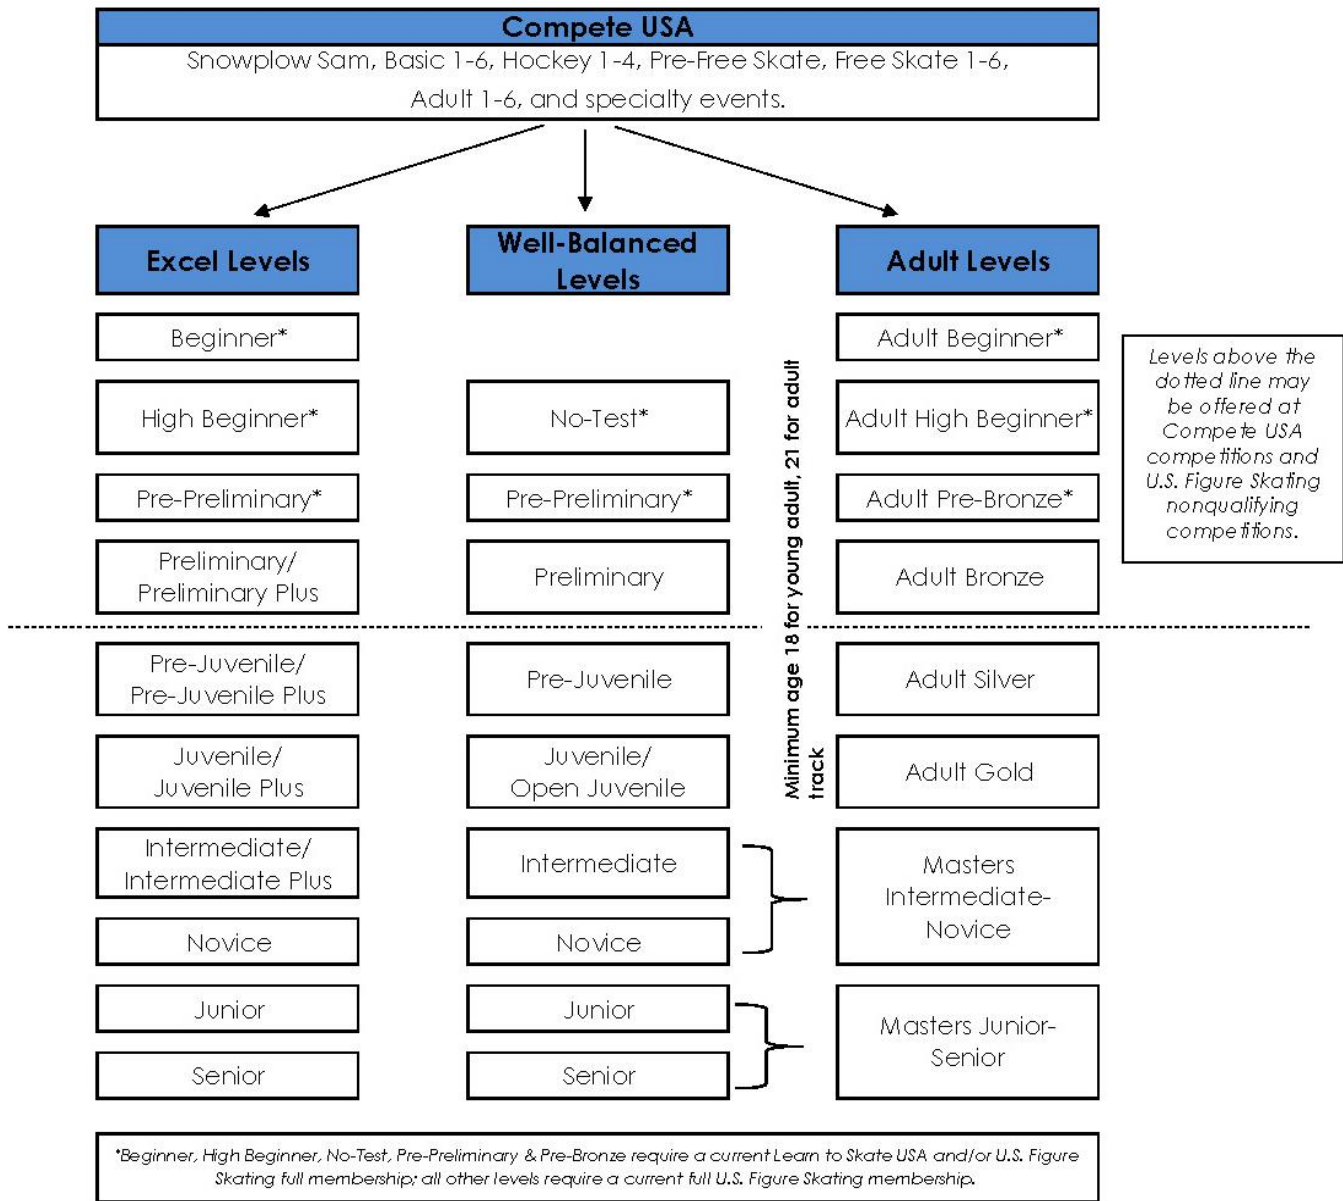 Compete USA
Snowplow Sam, Basic 1-6, Hockey 1-4, Pre-Free Skate, Free Skate 1-6,
Adult 1-6, and specialty events.
Excel Levels
Well-Balanced
Levels
Adult Levels
Beginner*
High Beginner*
Pre-Preliminary*
Preliminary/
Preliminary Plus
Pre-Juvenile/
Pre-Juvenile Plus
Juvenile/
Juvenile Plus
Intermediate/
Intermediate Plus
Novice
Junior
Senior
No-Test*
Pre-Preliminary*
Preliminary
Pre-Juvenile
Juvenile/
Open Juvenile
Intermediate
Novice
Junior
Senior
Minimum age 18 for young adult, 21 for adult
track
Adult Beginner*
Adult High Beginner*
Adult Pre-Bronze*
Adult Bronze
Adult Silver
Adult Gold
Masters
Intermediate-
Novice
Masters Junior-
Senior
Levels above the
dotted line may
be offered at
Compete USA
competitions and
U.S. Figure Skating
nonqualifying
competitions.
*Beginner, High Beginner, No-Test, Pre-Preliminary & Pre-Bronze require a current Learn to Skate USA and/or U.S. Figure
Skating full membership; all other levels require a current full U.S. Figure Skating membership.